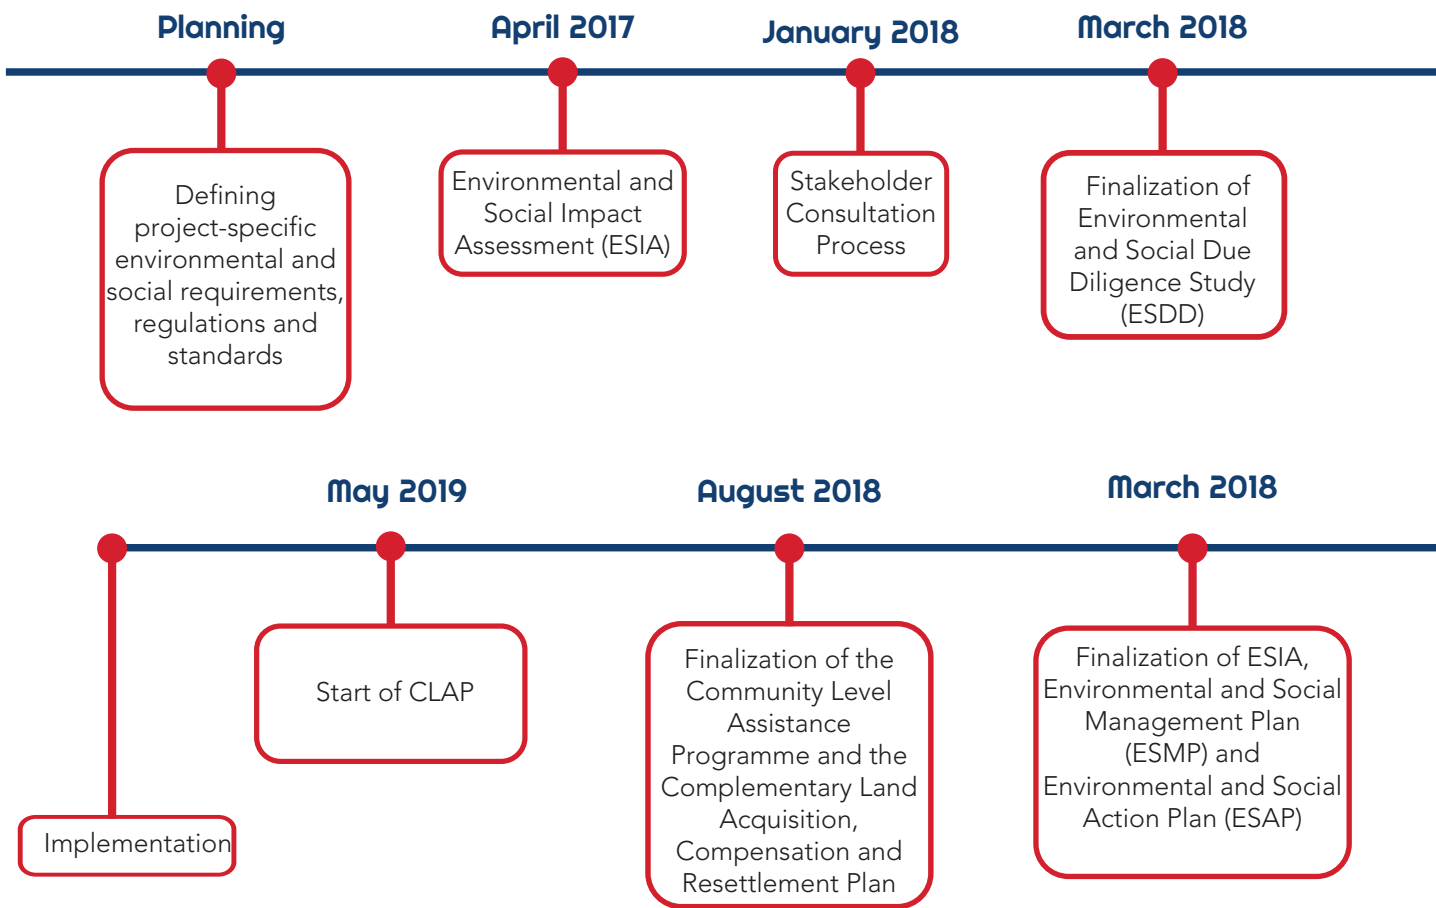 Planning
Defining
project-specific
environmental and
social requirements,
regulations and
standards
April 2017
Environmental and
Social Impact
Assessment (ESIA)
January 2018
Stakeholder
Consultation
Process
March 2018
Finalization of
Environmental
and Social Due
Diligence Study
(ESDD)
March 2018
Finalization of ESIA,
Environmental and Social
Management Plan
(ESMP) and
Environmental and Social
Action Plan (ESAP)
August 2018
Finalization of the
Community Level
Assistance
Programme and the
Complementary Land
Acquisition,
Compensation and
Resettlement Plan
May 2019
Start of CLAP
Implementation